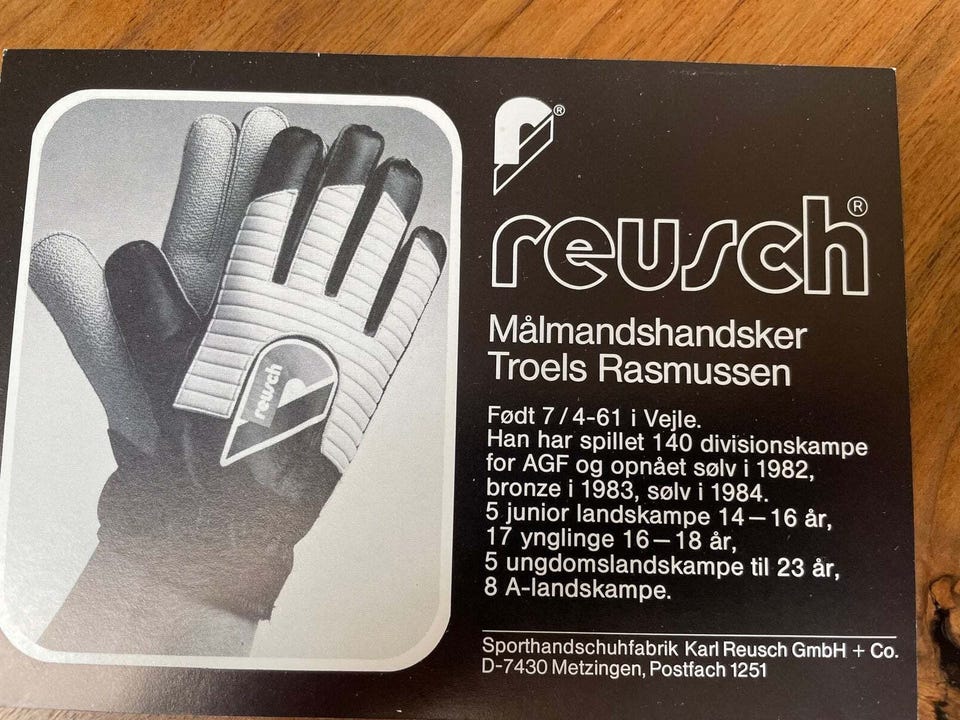 reusch
r®
reusch®
Målmandshandsker
Troels Rasmussen
Født 7/4-61 i Vejle.
Han har spillet 140 divisionskampe
for AGF og opnået sølv i 1982,
bronze i 1983, sølv i 1984.
5 junior landskampe 14—16 år,
17 ynglinge 16—18 år,
5 ungdomslandskampe til 23 år,
8 A-landskampe.
Sporthandschuhfabrik Karl Reusch GmbH + Co.
D-7430 Metzingen, Postfach 1251